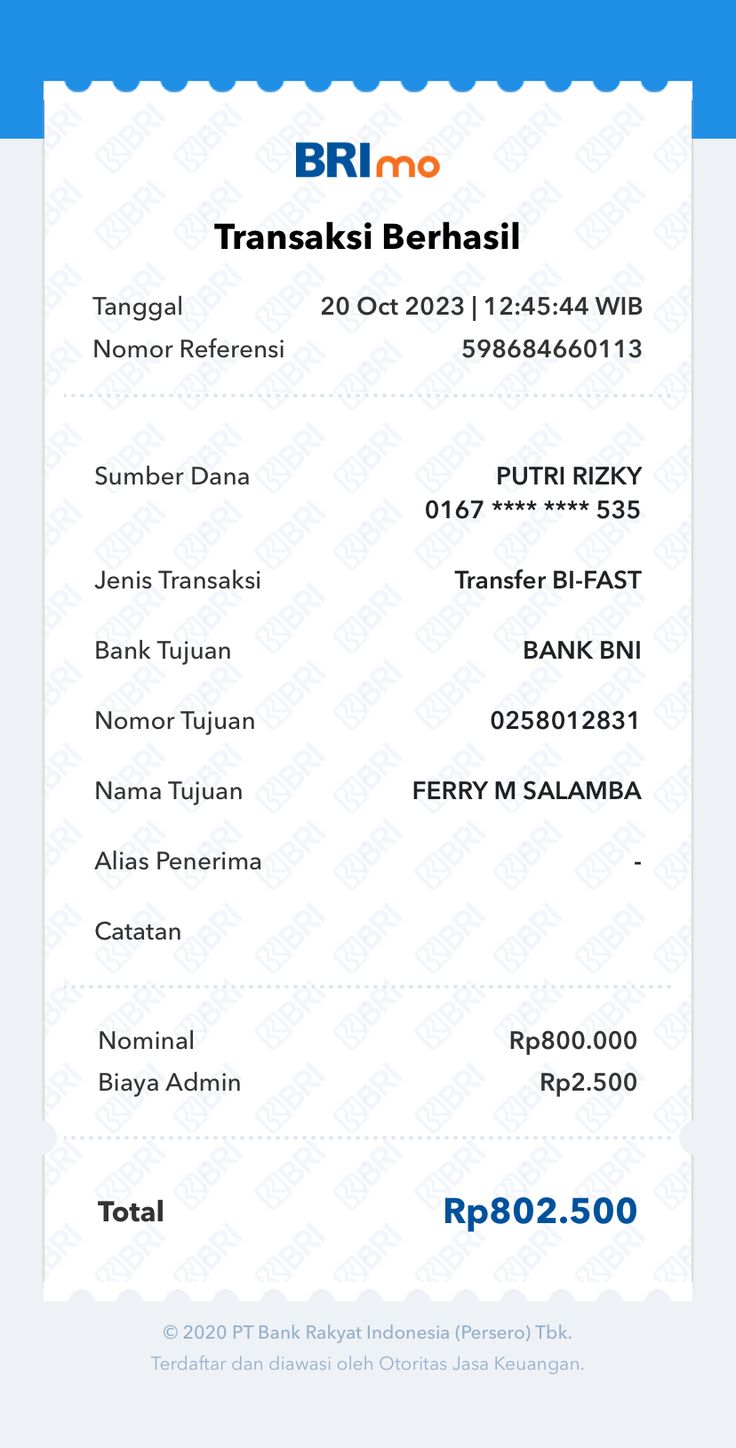 BRImo
Transaksi Berhasil
Tanggal 20 Oct 2023 | 12:45:44 WIB
Nomor Referensi 598684660113
Sumber Dana PUTRI RIZKY
0167 **** **** 535
Jenis Transaksi Transfer BI-FAST
Bank Tujuan BANK BNI
Nomor Tujuan 0258012831
Nama Tujuan FERRY M SALAMBA
Alias Penerima -
Catatan
Nominal Rp800.000
Biaya Admin Rp2.500
Total Rp802.500
© 2020 PT Bank Rakyat Indonesia (Persero) Tbk.
Terdaftar dan diawasi oleh Otoritas Jasa Keuangan.